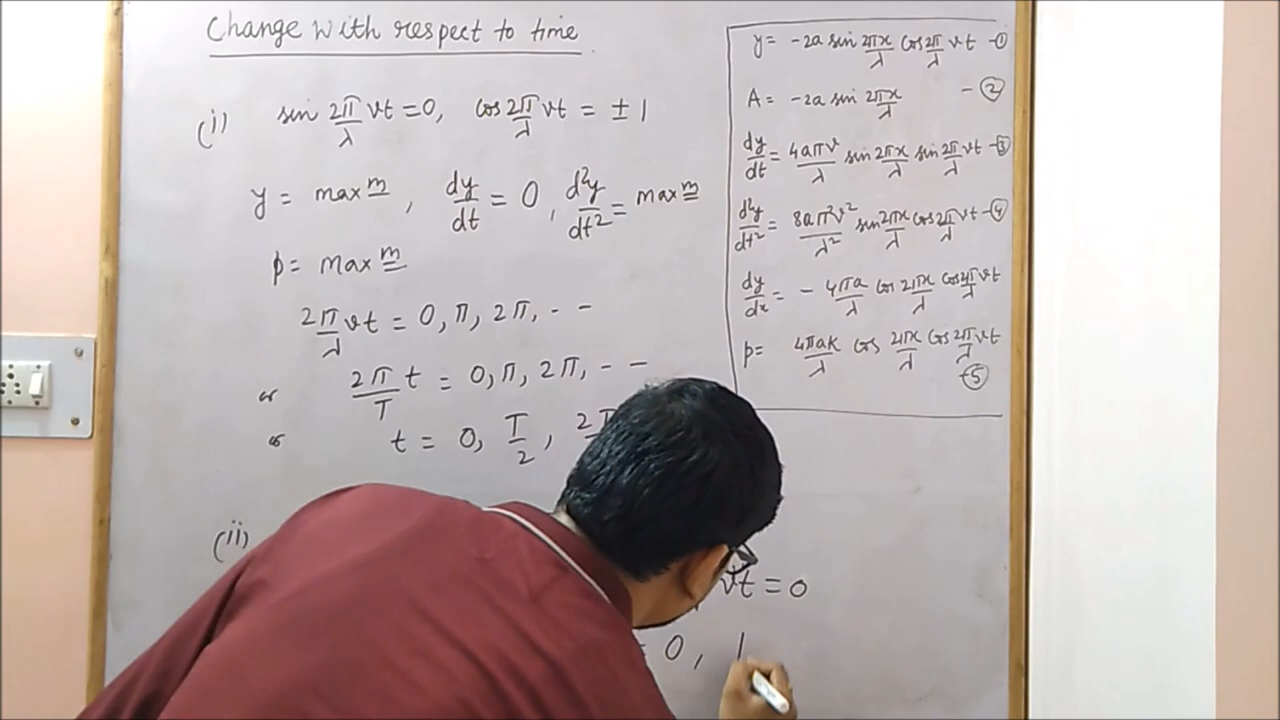 Change with respect to time
(i) sin 2π/λ vt = 0, cos 2π/λ vt = ± 1
y = max m, dy/dt = 0, d²y/dt² = max m
p = max m
2π/λ vt = 0, π, 2π, - -
or 2π/T t = 0, π, 2π, - -
or t = 0, T/2,
(ii)
vt = 0
= 0,
y = -2a sin 2πx/λ cos 2π/λ vt -①
A = -2a sin 2πx/λ -②
dy/dt = 4aπv/λ sin 2πx/λ sin 2π/λ vt -③
d²y/dt² = 8aπ²v²/λ² sin 2πx/λ cos 2π/λ vt -④
dy/dx = - 4πa/λ cos 2πx/λ cos 2π/λ vt
p = 4πak/λ cos 2πx/λ cos 2π/λ vt
-⑤